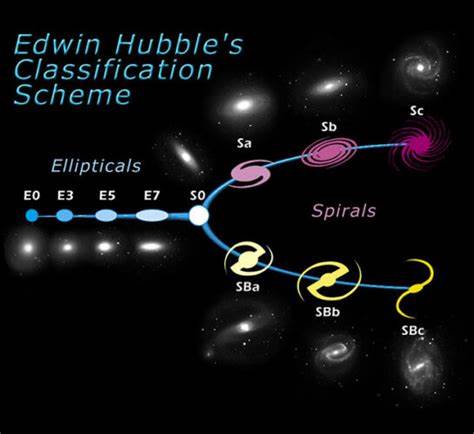 Edwin Hubble's
Classification
Scheme
Ellipticals
E0 E3 E5 E7 S0
Sa
Sb
Sc
Spirals
SBa
SBb
SBc